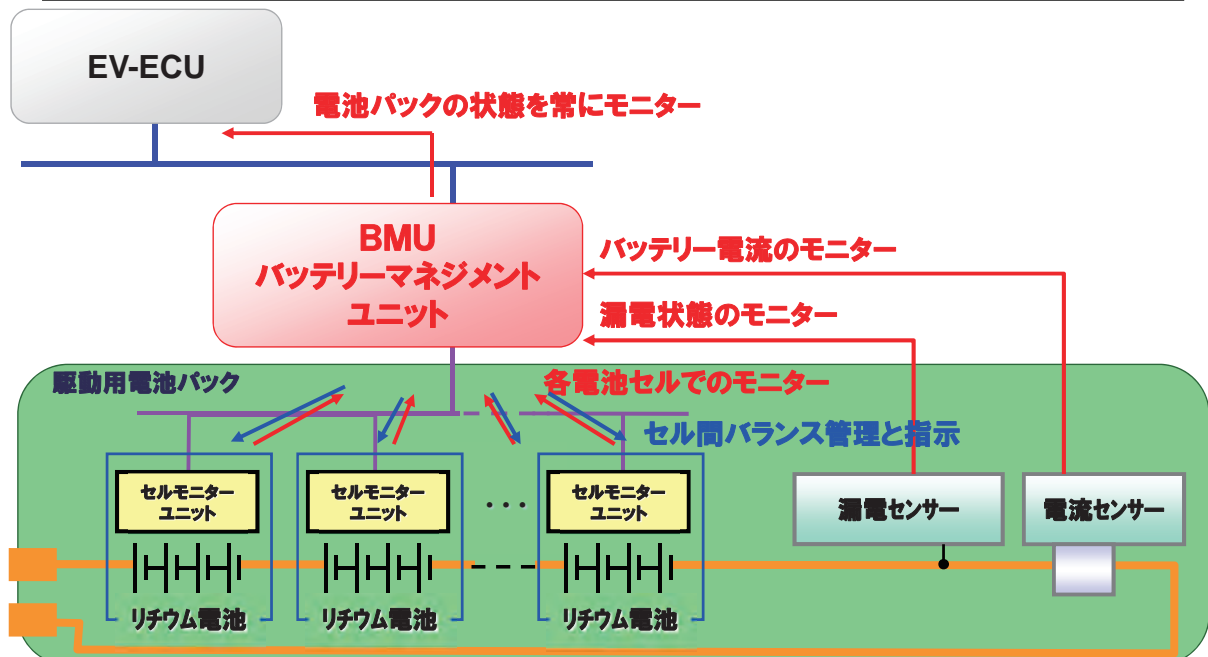 EV-ECU
電池パックの状態を常にモニター
BMU
バッテリーマネジメント
ユニット
バッテリー電流のモニター
漏電状態のモニター
駆動用電池パック
各電池セルでのモニター
セル間バランス管理と指示
セルモニター
ユニット
セルモニター
ユニット
・・・
セルモニター
ユニット
漏電センサー
電流センサー
リチウム電池
リチウム電池
リチウム電池